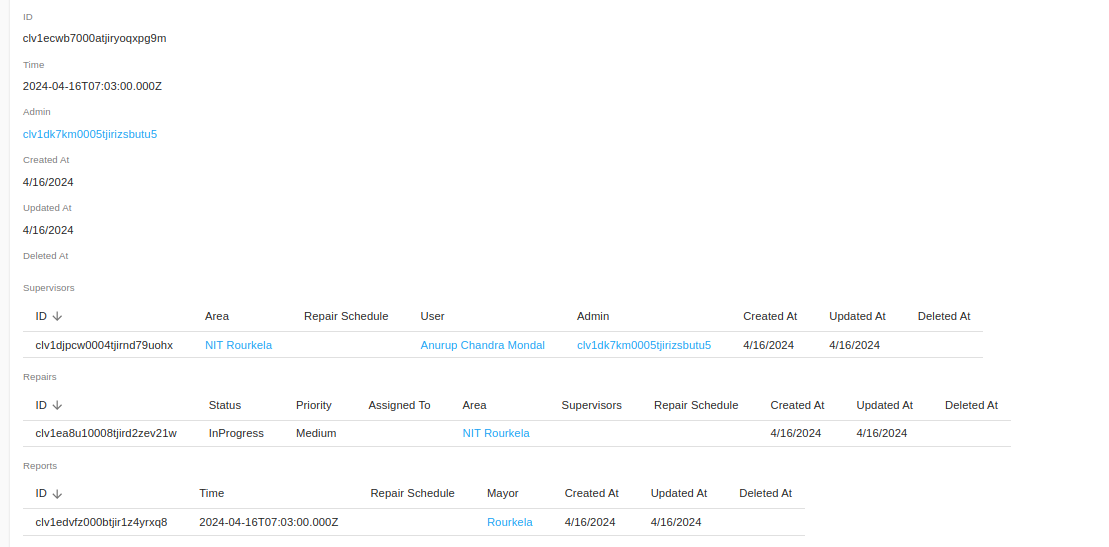 ID
clv1ecwb7000atjiryoqxpg9m
Time
2024-04-16T07:03:00.000Z
Admin
clv1dk7km0005tjirizsbutu5
Created At
4/16/2024
Updated At
4/16/2024
Deleted At
Supervisors
ID Area Repair Schedule User Admin Created At Updated At Deleted At
clv1djpcw0004tjirnd79uohx NIT Rourkela Anurup Chandra Mondal clv1dk7km0005tjirizsbutu5 4/16/2024 4/16/2024
Repairs
ID Status Priority Assigned To Area Supervisors Repair Schedule Created At Updated At Deleted At
clv1ea8u10008tjird2zev21w InProgress Medium NIT Rourkela 4/16/2024 4/16/2024
Reports
ID Time Repair Schedule Mayor Created At Updated At Deleted At
clv1edvfz000btjir1z4yrxq8 2024-04-16T07:03:00.000Z Rourkela 4/16/2024 4/16/2024